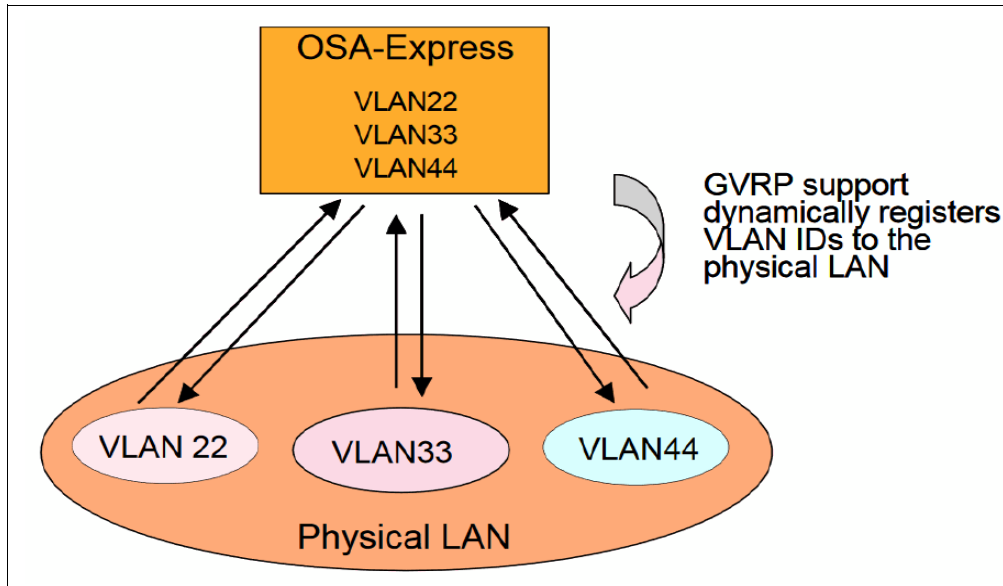 OSA-Express
VLAN22
VLAN33
VLAN44
GVRP support
dynamically registers
VLAN IDs to the
physical LAN
VLAN 22
VLAN33
VLAN44
Physical LAN